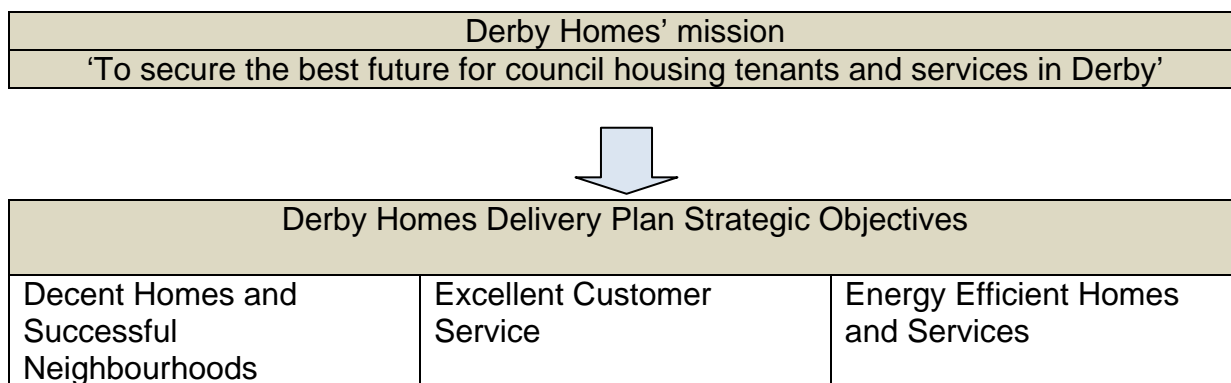 Derby Homes’ mission
‘To secure the best future for council housing tenants and services in Derby’
Derby Homes Delivery Plan Strategic Objectives
Decent Homes and
Successful
Neighbourhoods
Excellent Customer
Service
Energy Efficient Homes
and Services